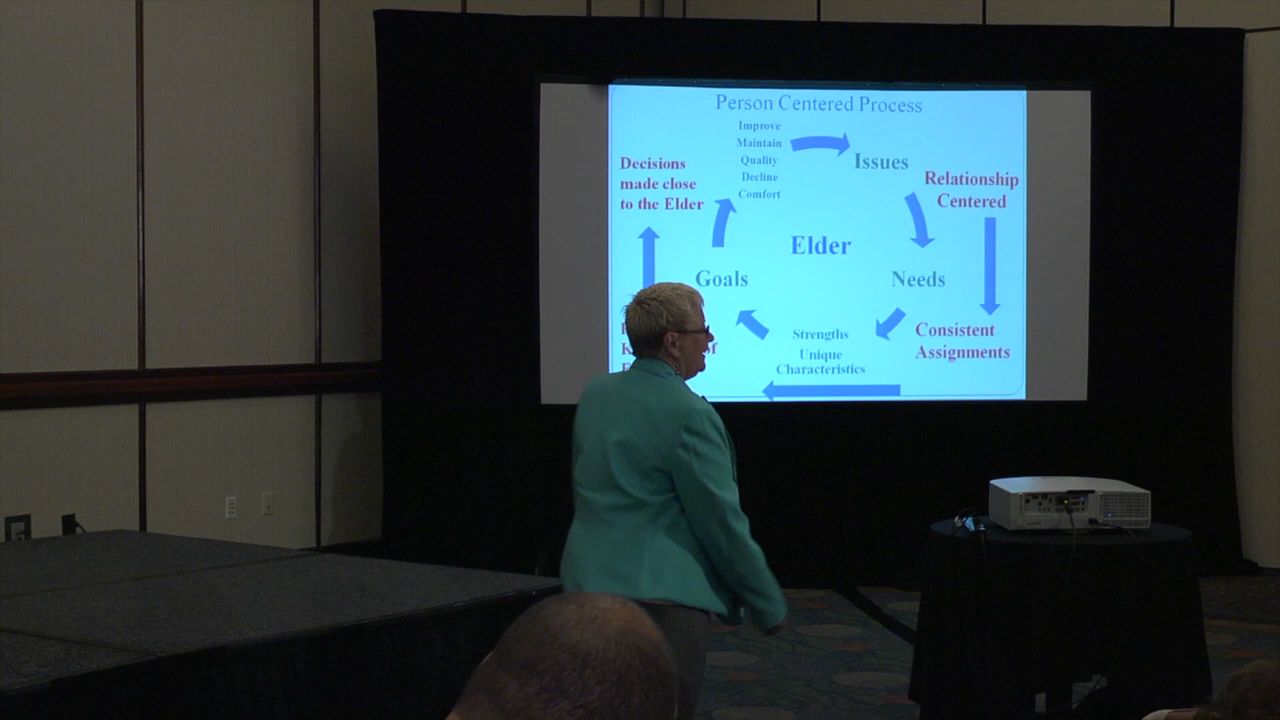 Person Centered Process
Improve
Maintain
Quality
Decline
Comfort
Issues
Decisions
made close
to the Elder
Relationship
Centered
Elder
Goals
Needs
Strengths
Unique
Characteristics
Consistent
Assignments